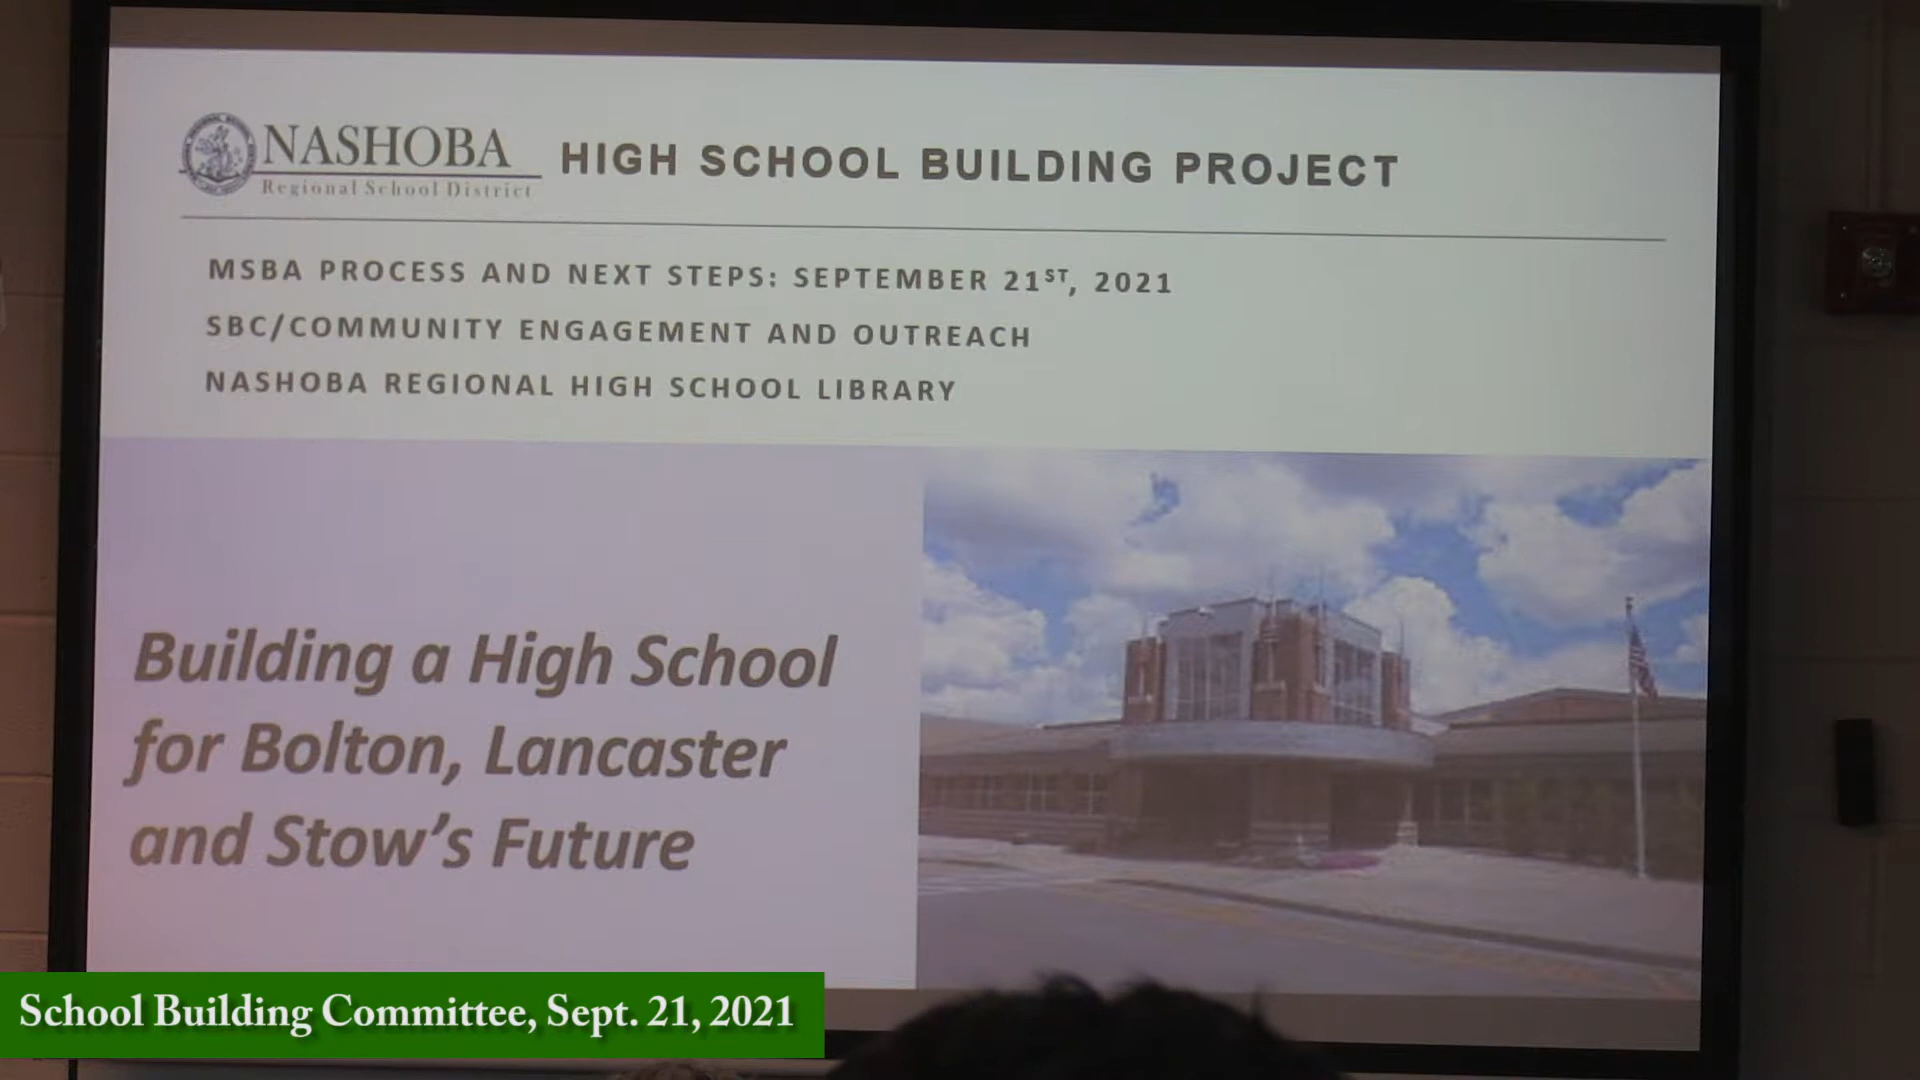 NASHOBA
Regional School District
HIGH SCHOOL BUILDING PROJECT
MSBA PROCESS AND NEXT STEPS: SEPTEMBER 21ST, 2021
SBC/COMMUNITY ENGAGEMENT AND OUTREACH
NASHOBA REGIONAL HIGH SCHOOL LIBRARY
Building a High School
for Bolton, Lancaster
and Stow's Future
School Building Committee, Sept. 21, 2021